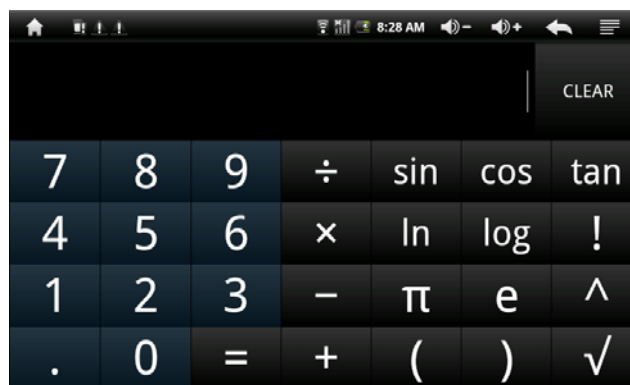 8:28 AM
CLEAR
7 8 9 ÷ sin cos tan
4 5 6 × ln log !
1 2 3 − π e ^
. 0 = + ( ) √